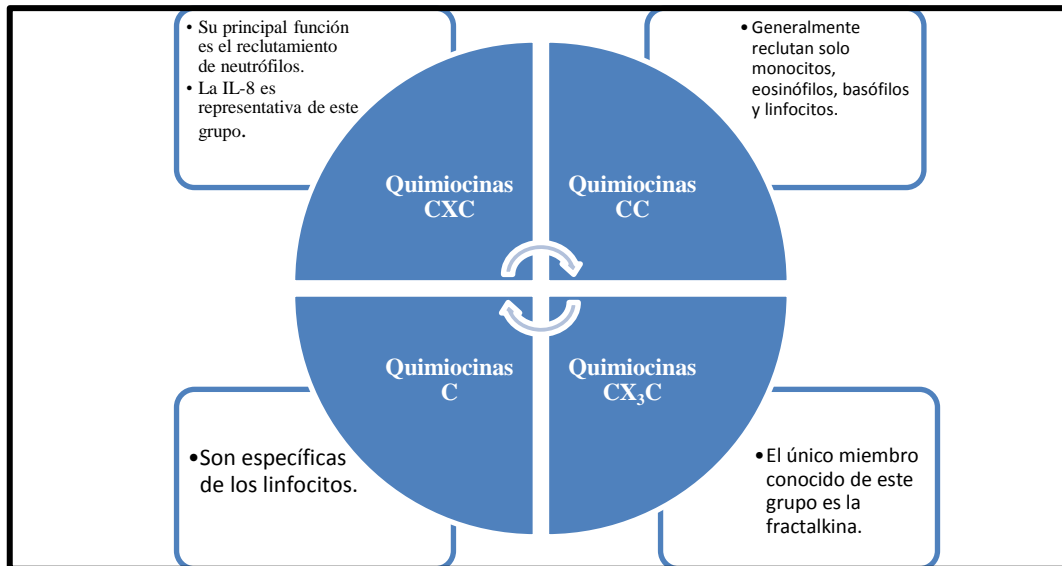 • Su principal función
es el reclutamiento
de neutrófilos.
• La IL-8 es
representativa de este
grupo.
•Generalmente
reclutan solo
monocitos,
eosinófilos, basófilos
y linfocitos.
Quimiocinas
CXC
Quimiocinas
CC
Quimiocinas
C
Quimiocinas
CX₃C
•Son específicas
de los linfocitos.
•El único miembro
conocido de este
grupo es la
fractalkina.